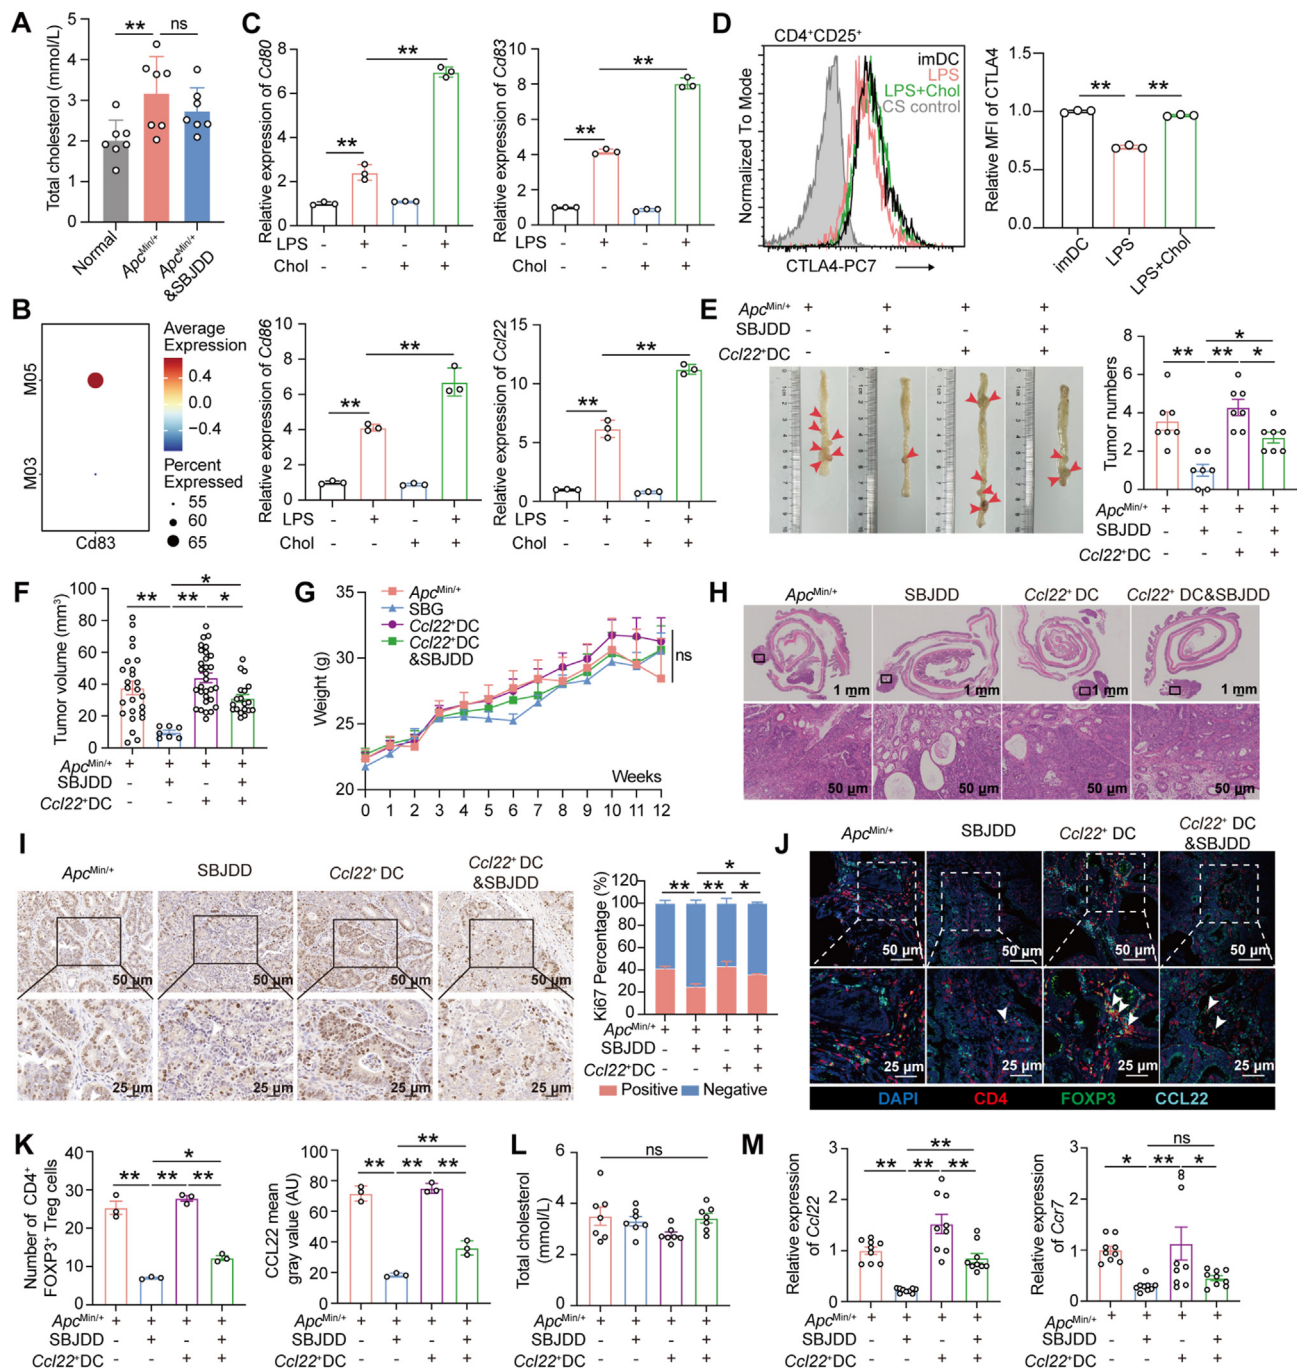 A
Total cholesterol (mmol/L)
5
4
3
2
1
0
**
ns
Normal
Apc^Min/+
Apc^Min/+
&SBJDD
B
M05
M03
Cd83
Average
Expression
0.4
0.0
−0.4
Percent
Expressed
55
60
65
C
Relative expression of Cd80
8
6
4
2
0
**
**
LPS - + - +
Chol - - + +
Relative expression of Cd83
10
8
6
4
2
0
**
**
LPS - + - +
Chol - - + +
Relative expression of Cd86
10
8
6
4
2
0
**
**
LPS - + - +
Chol - - + +
Relative expression of Ccl22
15
12
9
6
3
0
**
**
LPS - + - +
Chol - - + +
D
CD4⁺CD25⁺
imDC
LPS
LPS+Chol
CS control
Normalized To Mode
CTLA4-PC7
Relative MFI of CTLA4
1.5
1.0
0.5
0.0
** **
imDC
LPS
LPS+Chol
E
Apc^Min/+ + + + +
SBJDD - + - +
Ccl22⁺DC - - + +
Tumor numbers
8
6
4
2
0
*
** ** *
Apc^Min/+ + + + +
SBJDD - + - +
Ccl22⁺DC - - + +
F
Tumor volume (mm³)
100
80
60
40
20
0
*
** ** *
Apc^Min/+ + + + +
SBJDD - + - +
Ccl22⁺DC - - + +
G
Weight (g)
35
30
25
20
Apc^Min/+
SBG
Ccl22⁺DC
Ccl22⁺DC
&SBJDD
ns
Weeks
0 1 2 3 4 5 6 7 8 9 10 11 12
H
Apc^Min/+ SBJDD Ccl22⁺ DC Ccl22⁺ DC&SBJDD
1 mm 1 mm 1 mm 1 mm
50 µm 50 µm 50 µm 50 µm
I
Apc^Min/+ SBJDD Ccl22⁺ DC Ccl22⁺ DC
&SBJDD
50 µm 50 µm 50 µm 50 µm
25 µm 25 µm 25 µm 25 µm
Ki67 Percentage (%)
120
100
80
60
40
20
0
*
** ** *
Apc^Min/+ + + + +
SBJDD - + - +
Ccl22⁺DC - - + +
Positive Negative
J
Apc^Min/+ SBJDD Ccl22⁺ DC Ccl22⁺ DC
&SBJDD
50 µm 50 µm 50 µm 50 µm
25 µm 25 µm 25 µm 25 µm
DAPI CD4 FOXP3 CCL22
K
Number of CD4⁺
FOXP3⁺ Treg cells
40
30
20
10
0
*
** ** **
Apc^Min/+ + + + +
SBJDD - + - +
Ccl22⁺DC - - + +
CCL22 mean
gray value (AU)
100
80
60
40
20
0
**
** ** **
+ + + +
- + - +
- - + +
L
Total cholesterol
(mmol/L)
6
4
2
0
ns
Apc^Min/+ + + + +
SBJDD - + - +
Ccl22⁺DC - - + +
M
Relative expression
of Ccl22
3
2
1
0
**
** ** **
Apc^Min/+ + + + +
SBJDD - + - +
Ccl22⁺DC - - + +
Relative expression
of Ccr7
3
2
1
0
ns
* ** *
Apc^Min/+ + + + +
SBJDD - + - +
Ccl22⁺DC - - + +